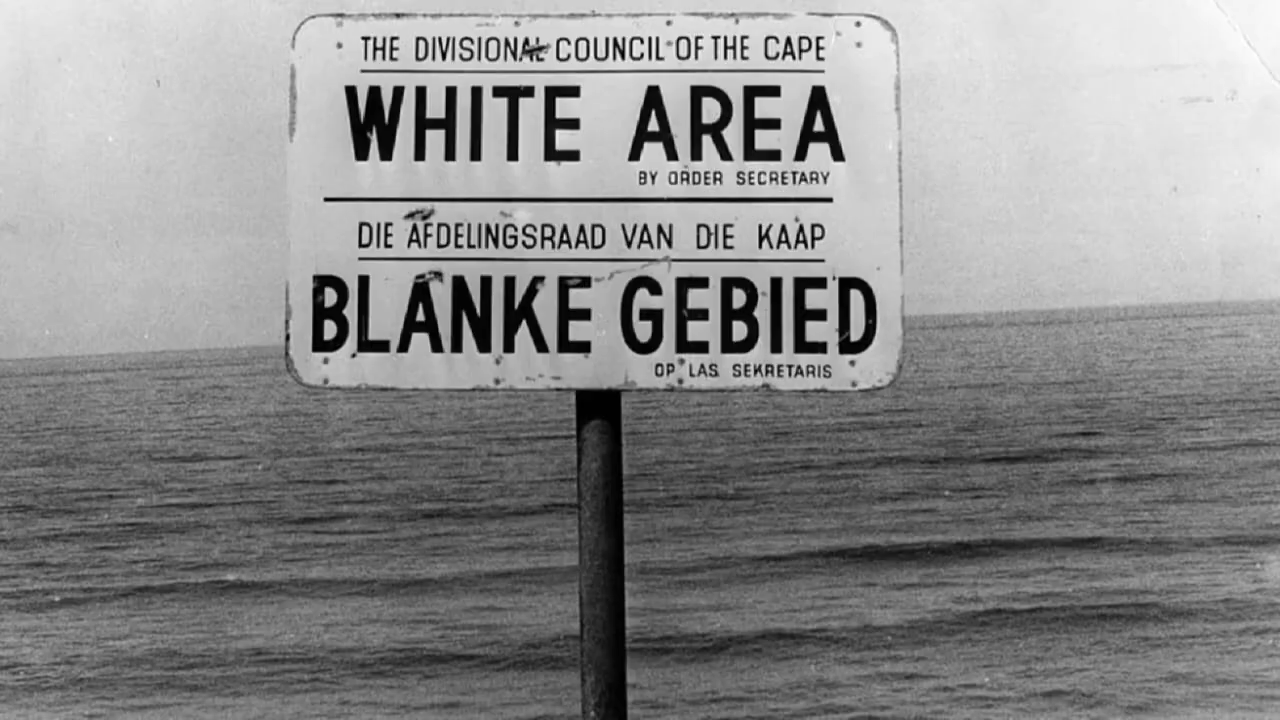 THE DIVISIONAL COUNCIL OF THE CAPE
WHITE AREA
BY ORDER SECRETARY
DIE AFDELINGSRAAD VAN DIE KAAP
BLANKE GEBIED
OP LAS SEKRETARIS